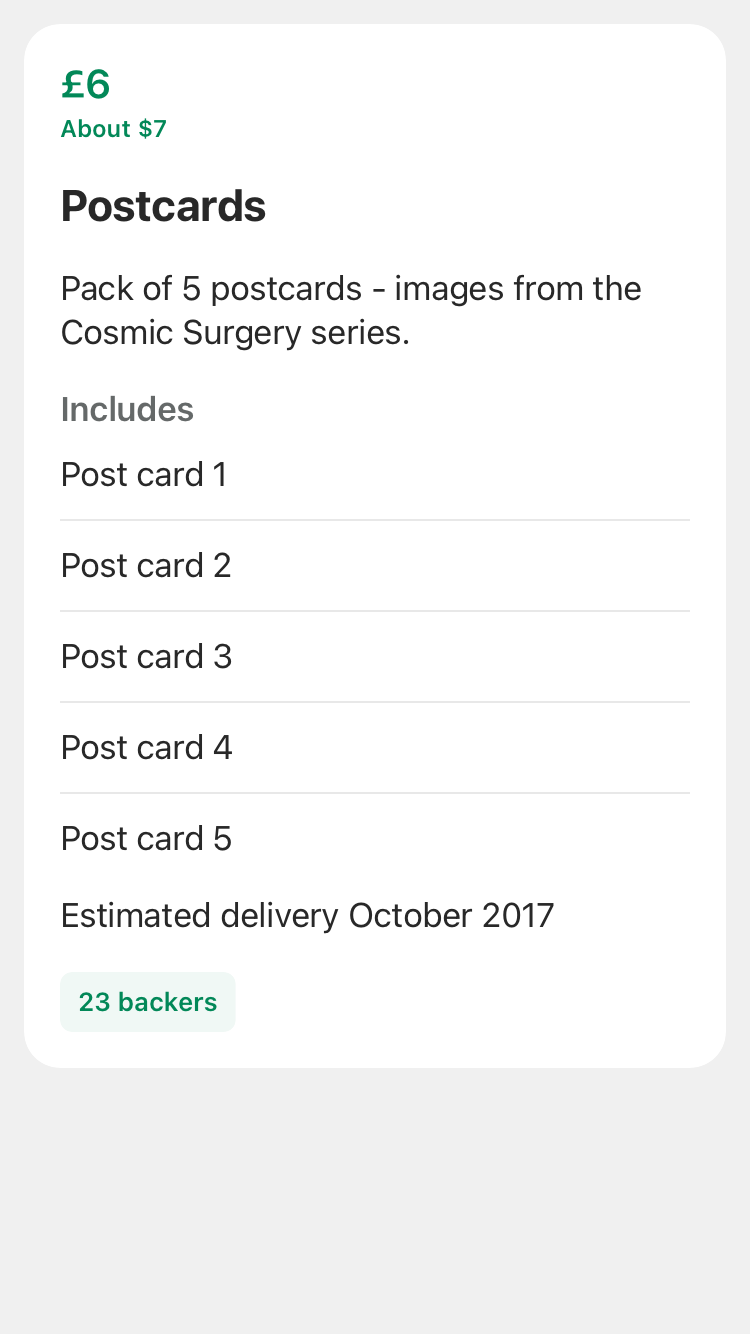 £6
About $7
Postcards
Pack of 5 postcards - images from the
Cosmic Surgery series.
Includes
Post card 1
Post card 2
Post card 3
Post card 4
Post card 5
Estimated delivery October 2017
23 backers